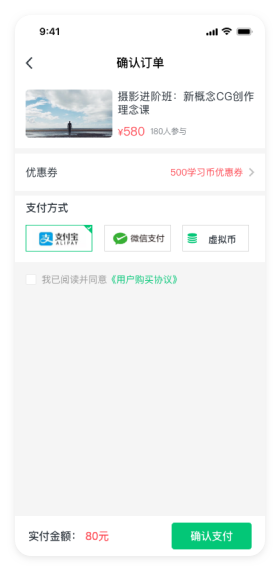 9:41
确认订单
摄影进阶班：新概念CG创作
理念课
¥580 180人参与
优惠券 500学习币优惠券
支付方式
支付宝 ALIPAY 微信支付 虚拟币
我已阅读并同意《用户购买协议》
实付金额： 80元 确认支付